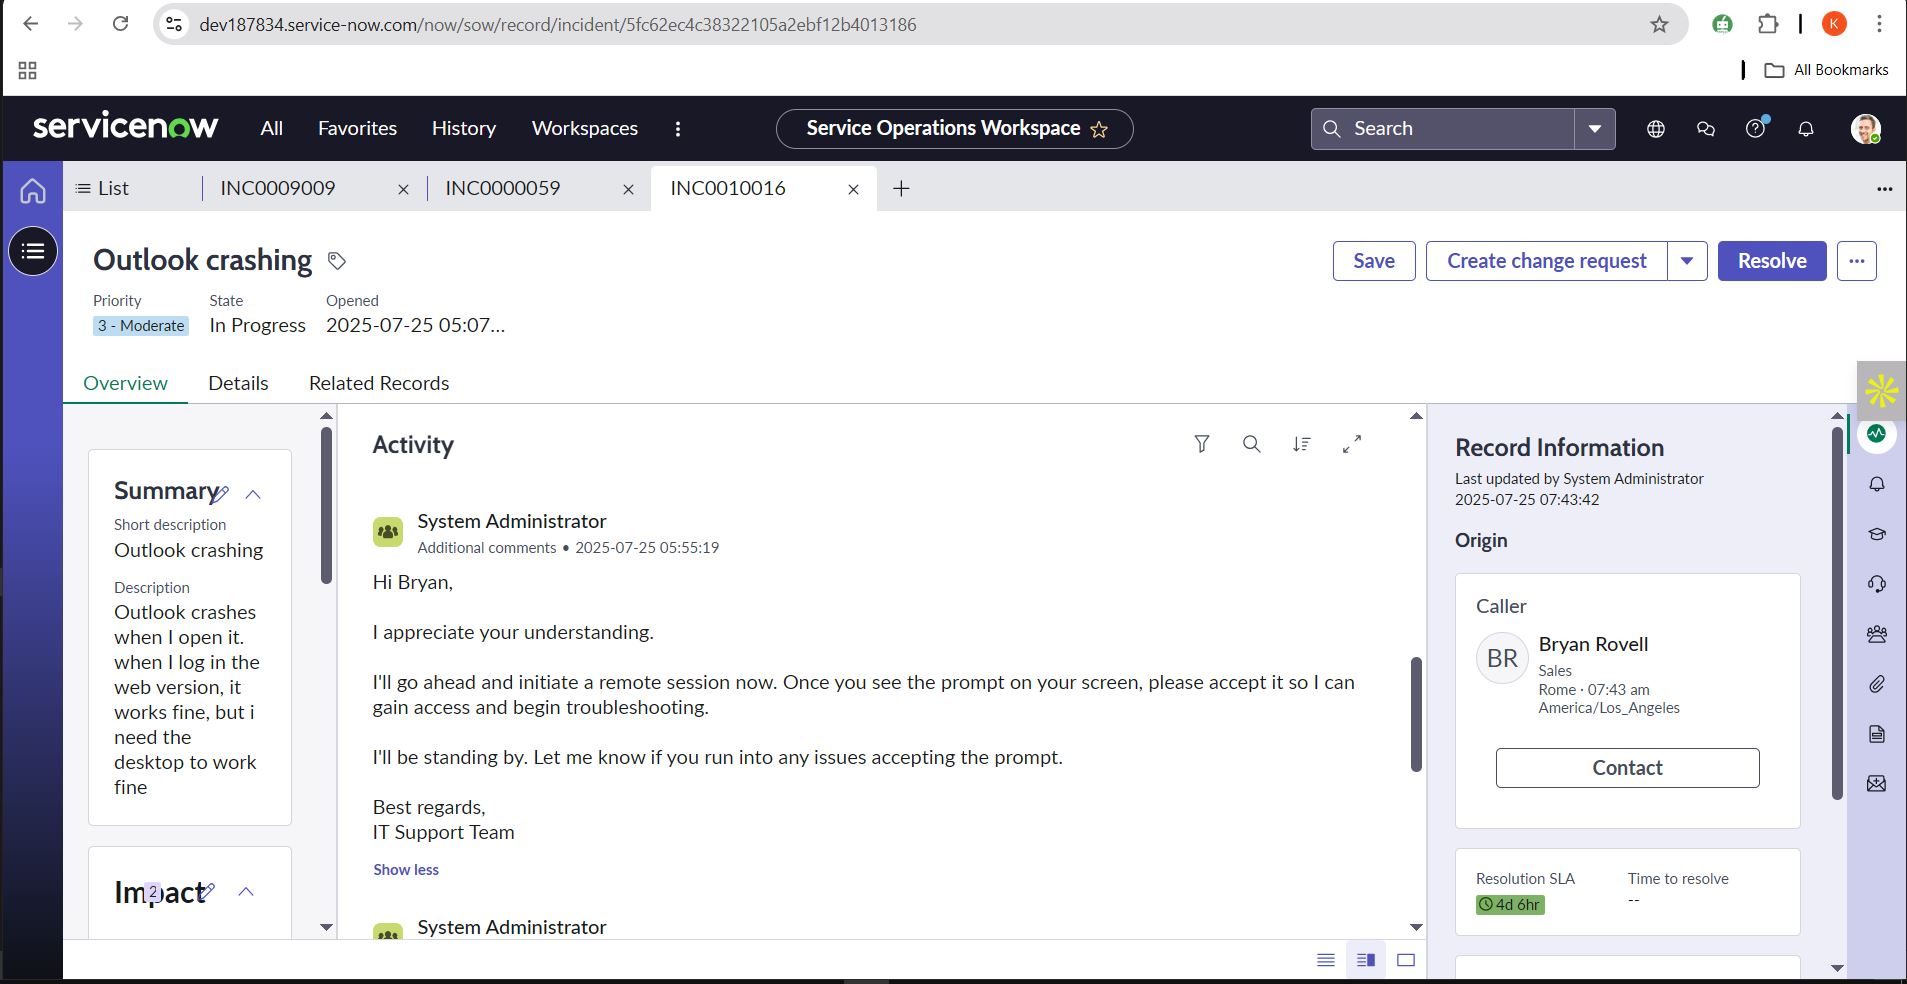 dev187834.service-now.com/now/sow/record/incident/5fc62ec4c38322105a2ebf12b4013186
K
All Bookmarks
servicenow
All
Favorites
History
Workspaces
Service Operations Workspace
Search
List
INC0009009
INC0000059
INC0010016
Outlook crashing
Save
Create change request
Resolve
Priority
State
Opened
3 - Moderate
In Progress
2025-07-25 05:07...
Overview
Details
Related Records
Summary
Short description
Outlook crashing
Description
Outlook crashes
when I open it.
when I log in the
web version, it
works fine, but i
need the
desktop to work
fine
Impact
2
Activity
System Administrator
Additional comments • 2025-07-25 05:55:19
Hi Bryan,
I appreciate your understanding.
I'll go ahead and initiate a remote session now. Once you see the prompt on your screen, please accept it so I can
gain access and begin troubleshooting.
I'll be standing by. Let me know if you run into any issues accepting the prompt.
Best regards,
IT Support Team
Show less
System Administrator
Record Information
Last updated by System Administrator
2025-07-25 07:43:42
Origin
Caller
BR
Bryan Rovell
Sales
Rome · 07:43 am
America/Los_Angeles
Contact
Resolution SLA
Time to resolve
4d 6hr
--